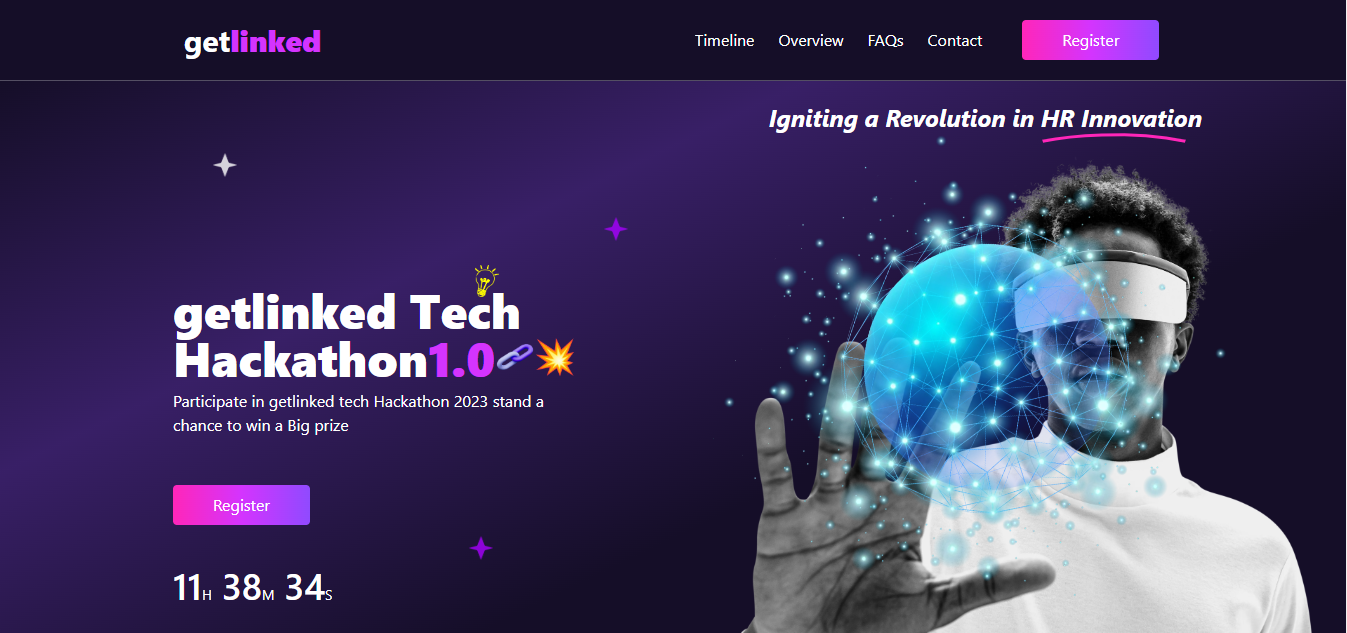 getlinked
Timeline Overview FAQs Contact Register
Igniting a Revolution in HR Innovation
getlinked Tech
Hackathon1.0
Participate in getlinked tech Hackathon 2023 stand a
chance to win a Big prize
Register
11H 38M 34S